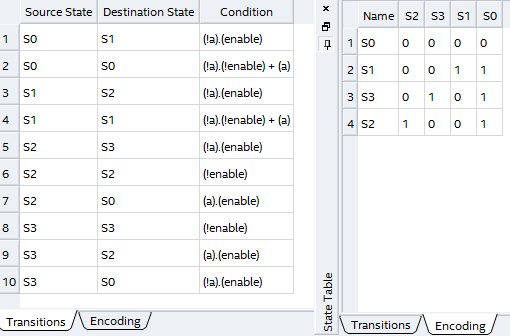 Source State Destination State Condition
1 S0 S1 (!a).(enable)
2 S0 S0 (!a).(!enable) + (a)
3 S1 S2 (!a).(enable)
4 S1 S1 (!a).(!enable) + (a)
5 S2 S3 (!a).(enable)
6 S2 S2 (!enable)
7 S2 S0 (a).(enable)
8 S3 S3 (!enable)
9 S3 S2 (a).(enable)
10 S3 S0 (!a).(enable)
Transitions Encoding
State Table
Name S2 S3 S1 S0
1 S0 0 0 0 0
2 S1 0 0 1 1
3 S3 0 1 0 1
4 S2 1 0 0 1
Transitions Encoding